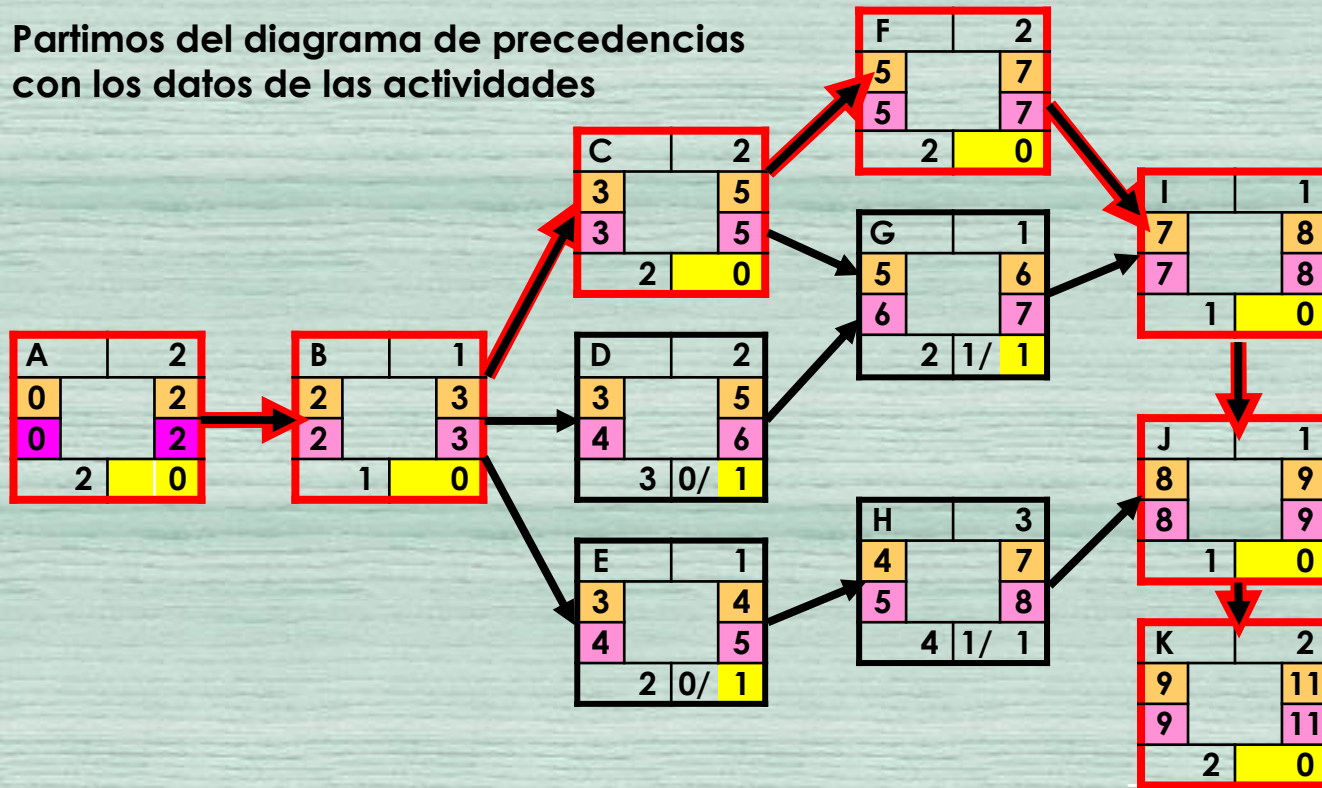 Partimos del diagrama de precedencias
con los datos de las actividades
F 2
5 7
5 7
2 0
C 2
3 5
3 5
2 0
I 1
7 8
7 8
1 0
G 1
5 6
6 7
2 1/ 1
A 2
0 2
0 2
2 0
B 1
2 3
2 3
1 0
D 2
3 5
4 6
3 0/ 1
J 1
8 9
8 9
1 0
H 3
4 7
5 8
4 1/ 1
E 1
3 4
4 5
2 0/ 1
K 2
9 11
9 11
2 0